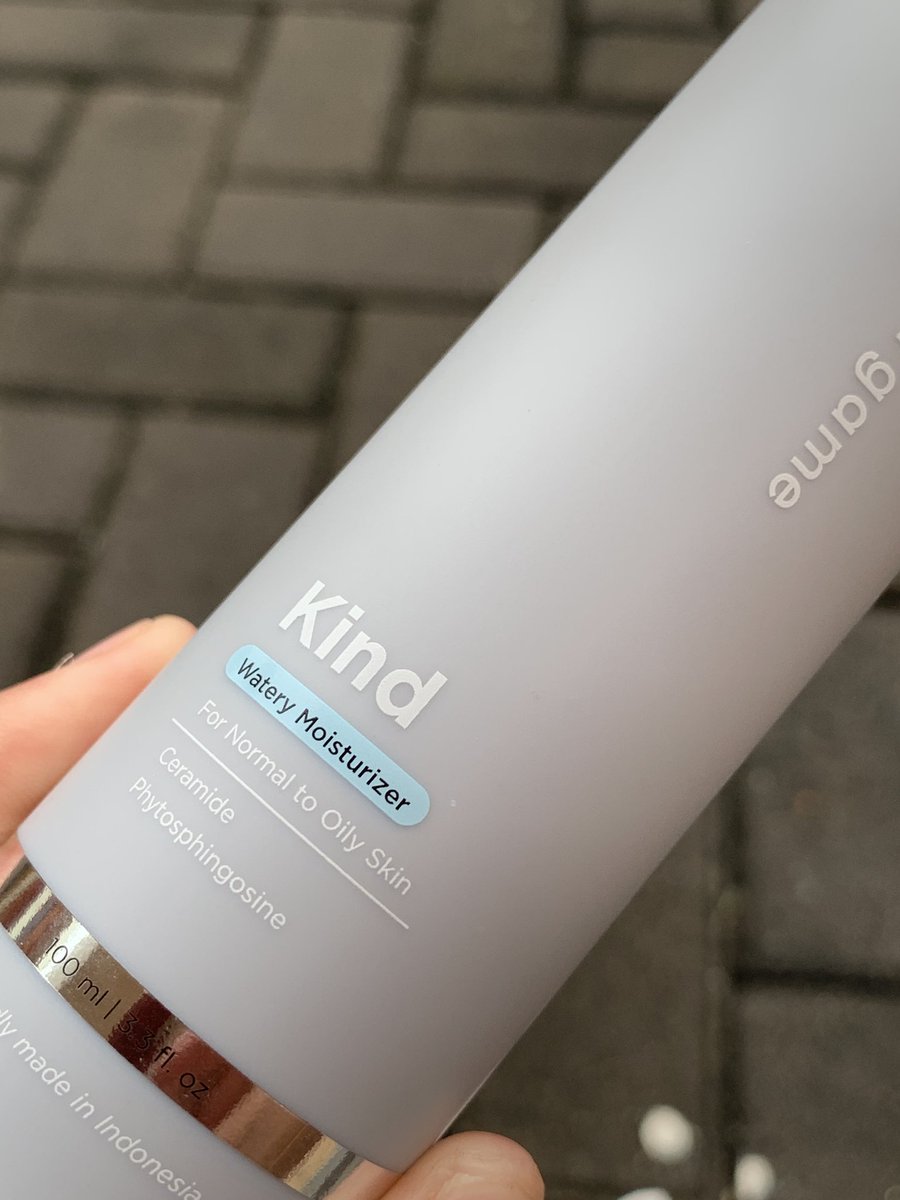 Kind
Watery Moisturizer
For Normal to Oily Skin
Ceramide
Phytosphingosine
100 ml | 3.3 fl. oz
made in Indonesia
game